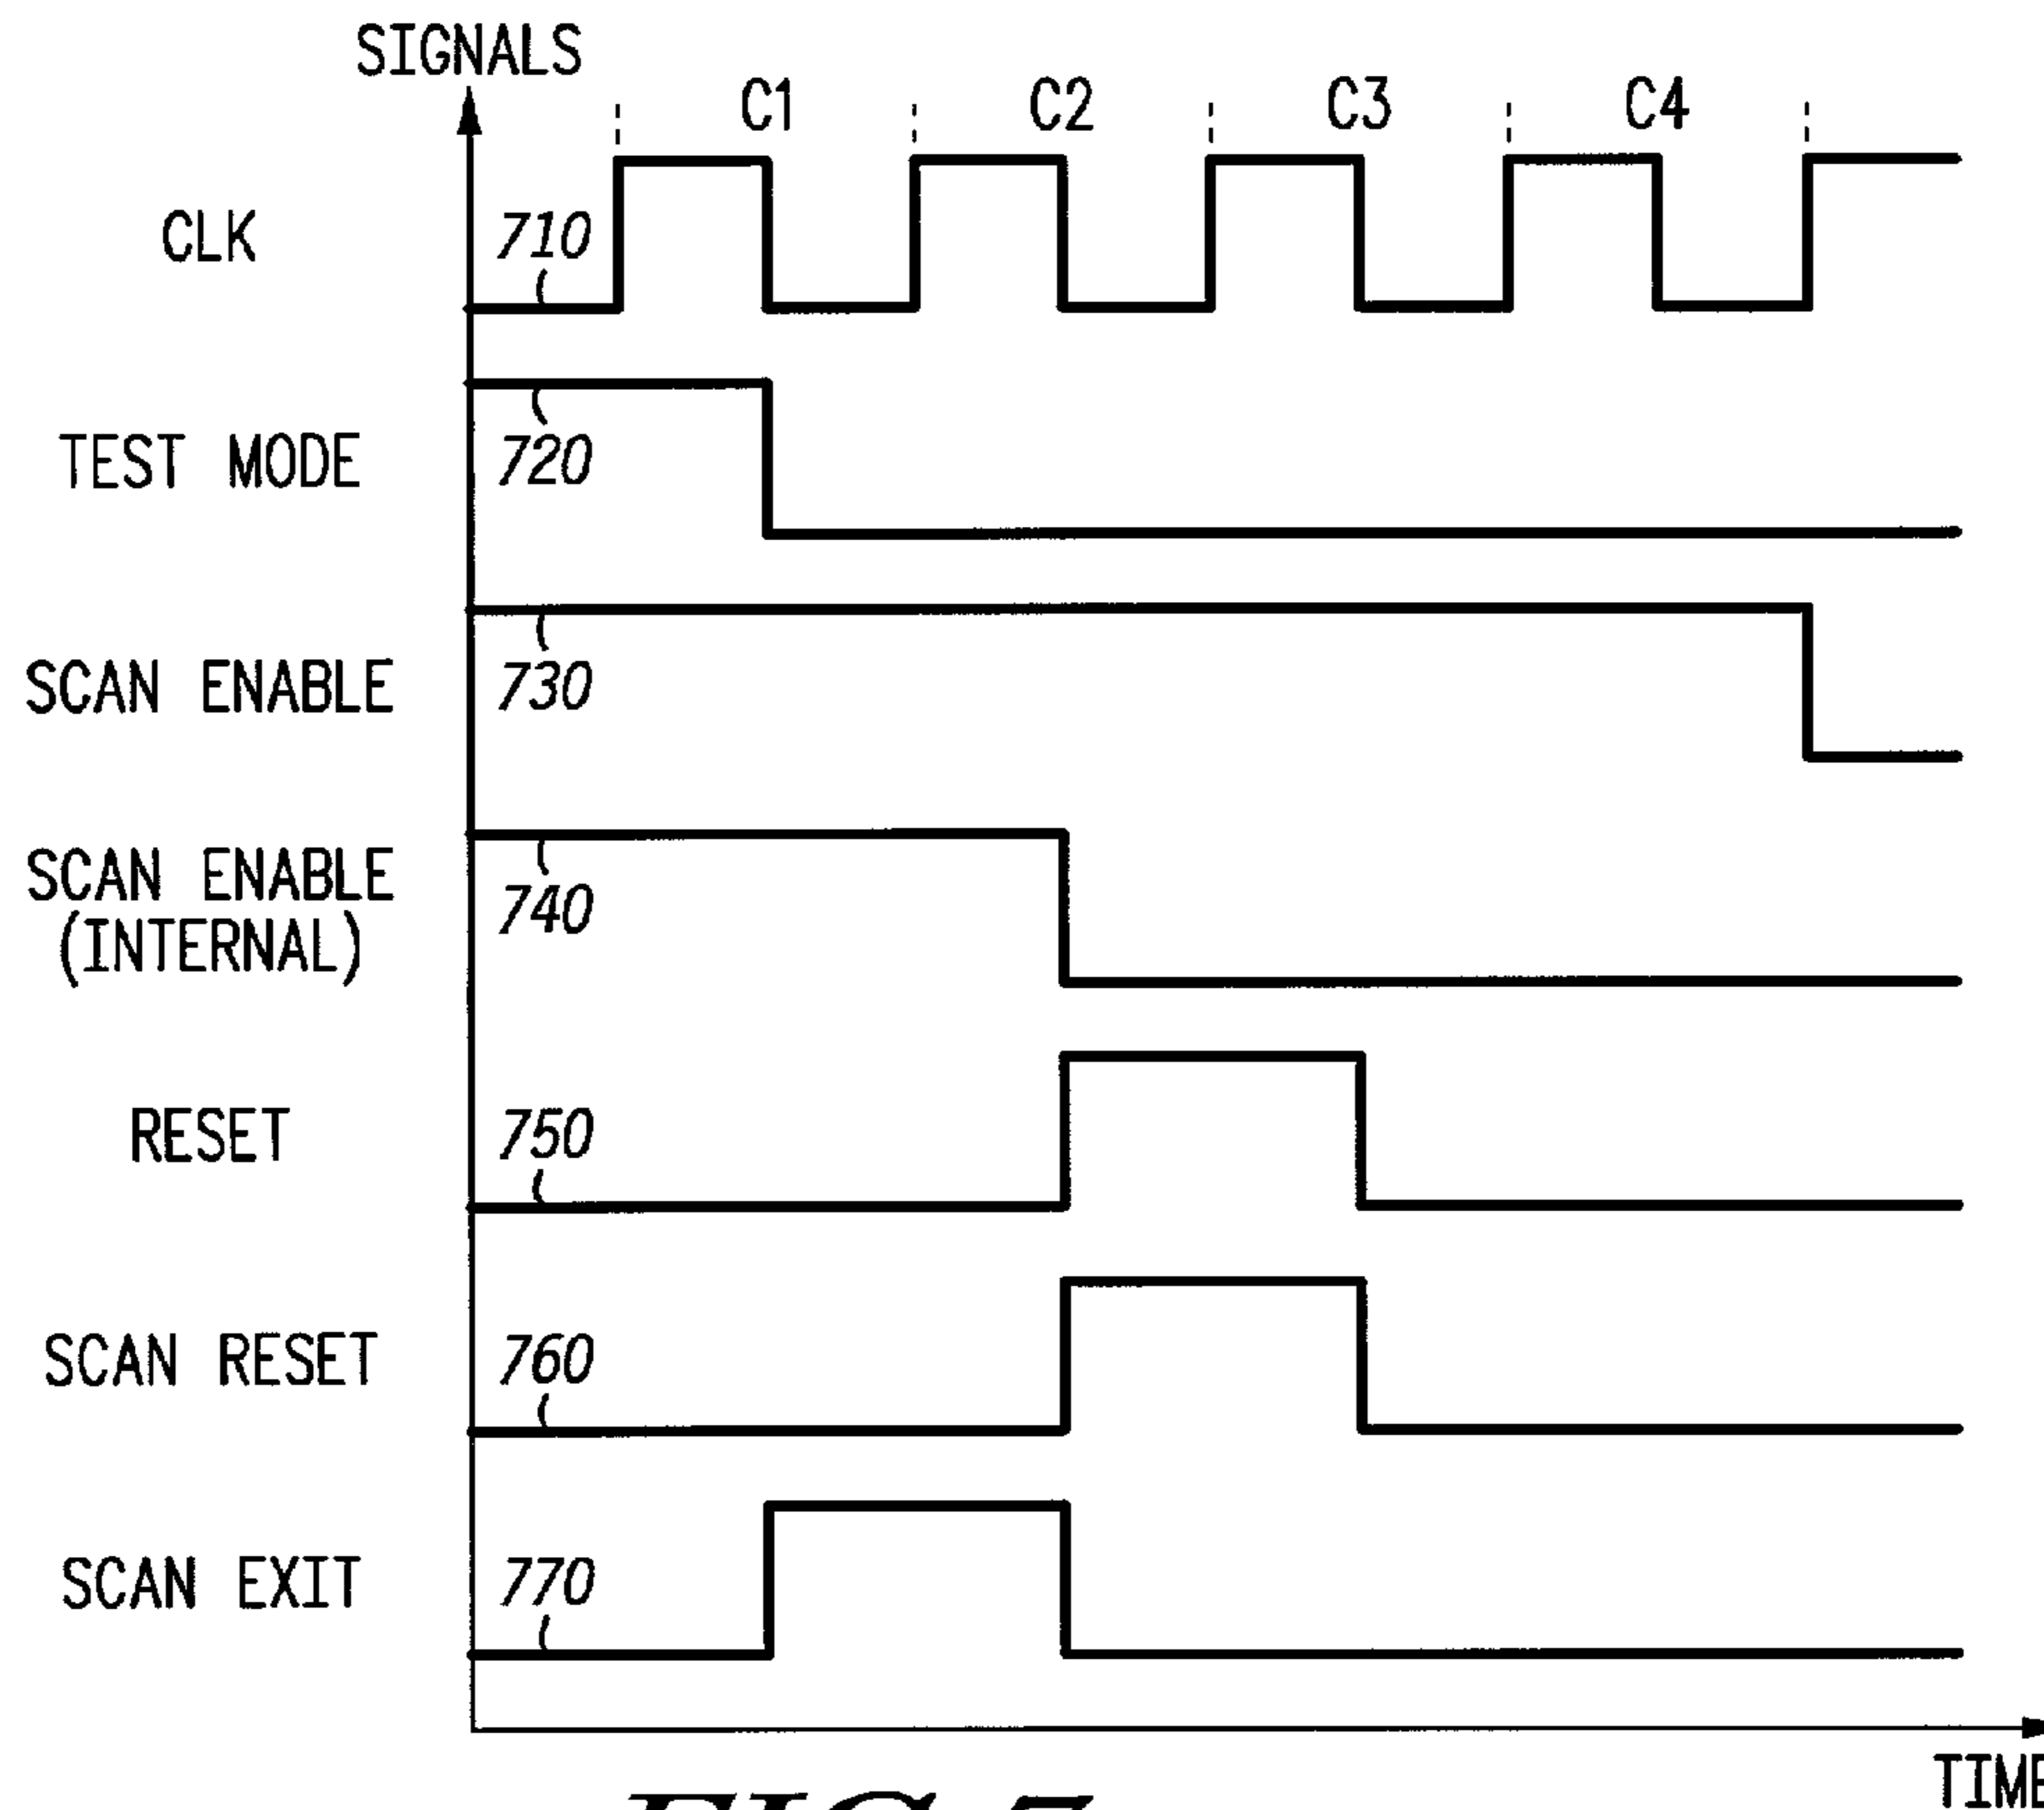 SIGNALS
C1 C2 C3 C4
CLK 710
TEST MODE 720
SCAN ENABLE 730
SCAN ENABLE
(INTERNAL) 740
RESET 750
SCAN RESET 760
SCAN EXIT 770
TIME